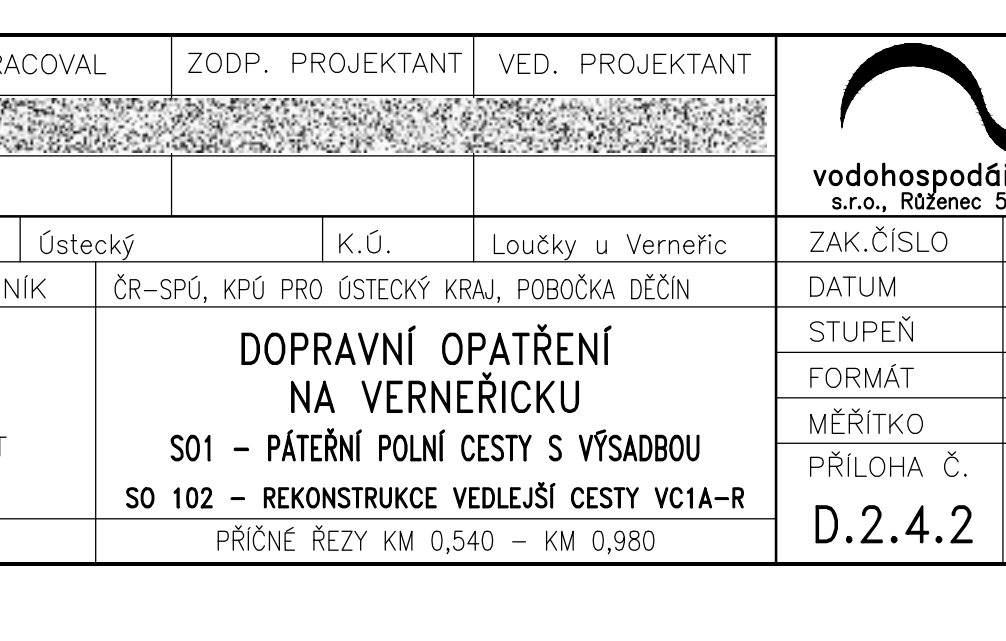 RACOVAL ZODP. PROJEKTANT VED. PROJEKTANT
vodohospodá
s.r.o., Růženec 5
Ústecký K.Ú. Loučky u Verneřic ZAK.ČÍSLO
NÍK ČR-SPÚ, KPÚ PRO ÚSTECKÝ KRAJ, POBOČKA DĚČÍN DATUM
DOPRAVNÍ OPATŘENÍ
STUPEŇ
NA VERNEŘICKU
FORMÁT
MĚŘÍTKO
T S01 - PÁTEŘNÍ POLNÍ CESTY S VÝSADBOU
PŘÍLOHA Č.
SO 102 - REKONSTRUKCE VEDLEJŠÍ CESTY VC1A-R
D.2.4.2
PŘÍČNÉ ŘEZY KM 0,540 - KM 0,980